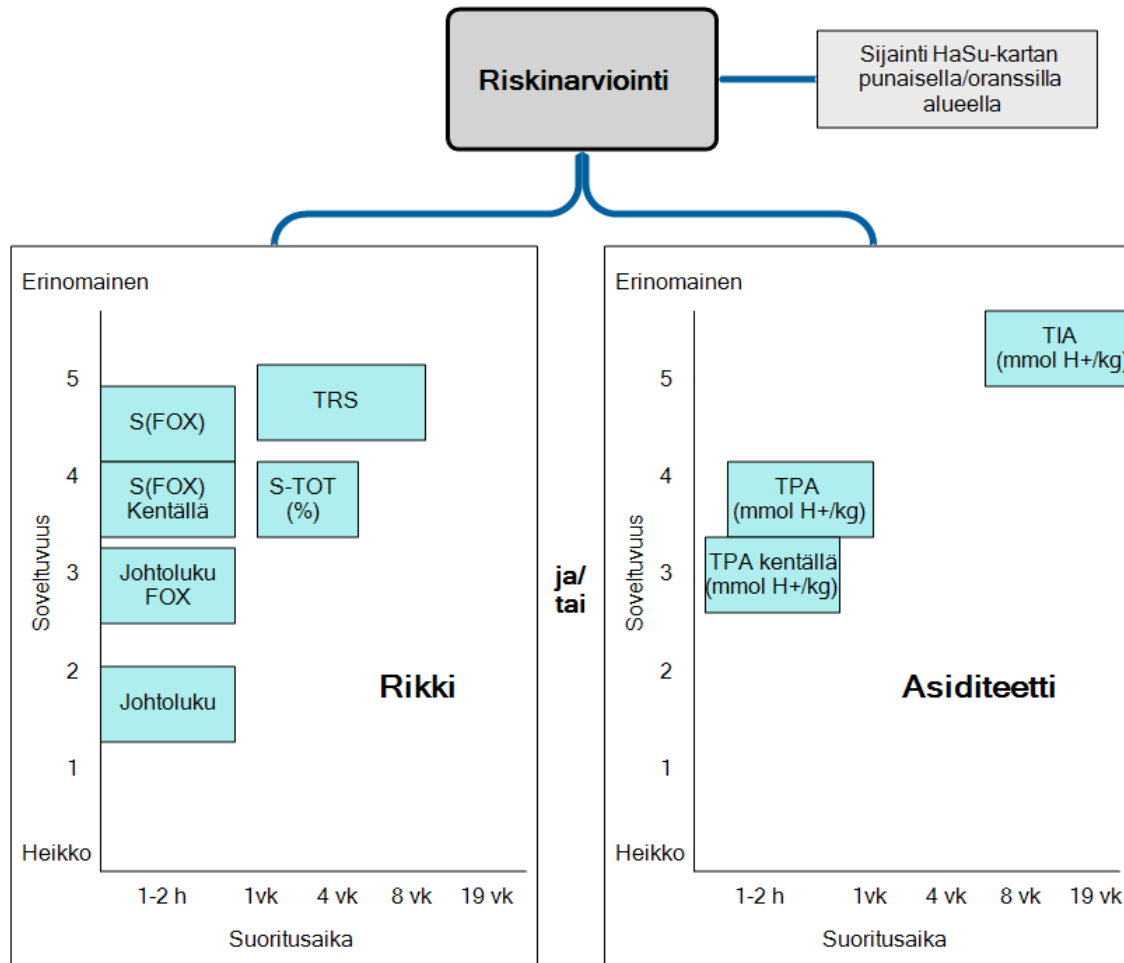 Riskinarviointi
Sijainti HaSu-kartan
punaisella/oranssilla
alueella
Erinomainen
5
4
3
2
1
Heikko
Soveltuvuus
S(FOX)
S(FOX)
Kentällä
Johtoluku
FOX
Johtoluku
TRS
S-TOT
(%)
Rikki
1-2 h
1vk
4 vk
8 vk
19 vk
Suoritusaika
ja/
tai
Erinomainen
5
4
3
2
1
Heikko
Soveltuvuus
TIA
(mmol H+/kg)
TPA
(mmol H+/kg)
TPA kentällä
(mmol H+/kg)
Asiditeetti
1-2 h
1vk
4 vk
8 vk
19 vk
Suoritusaika